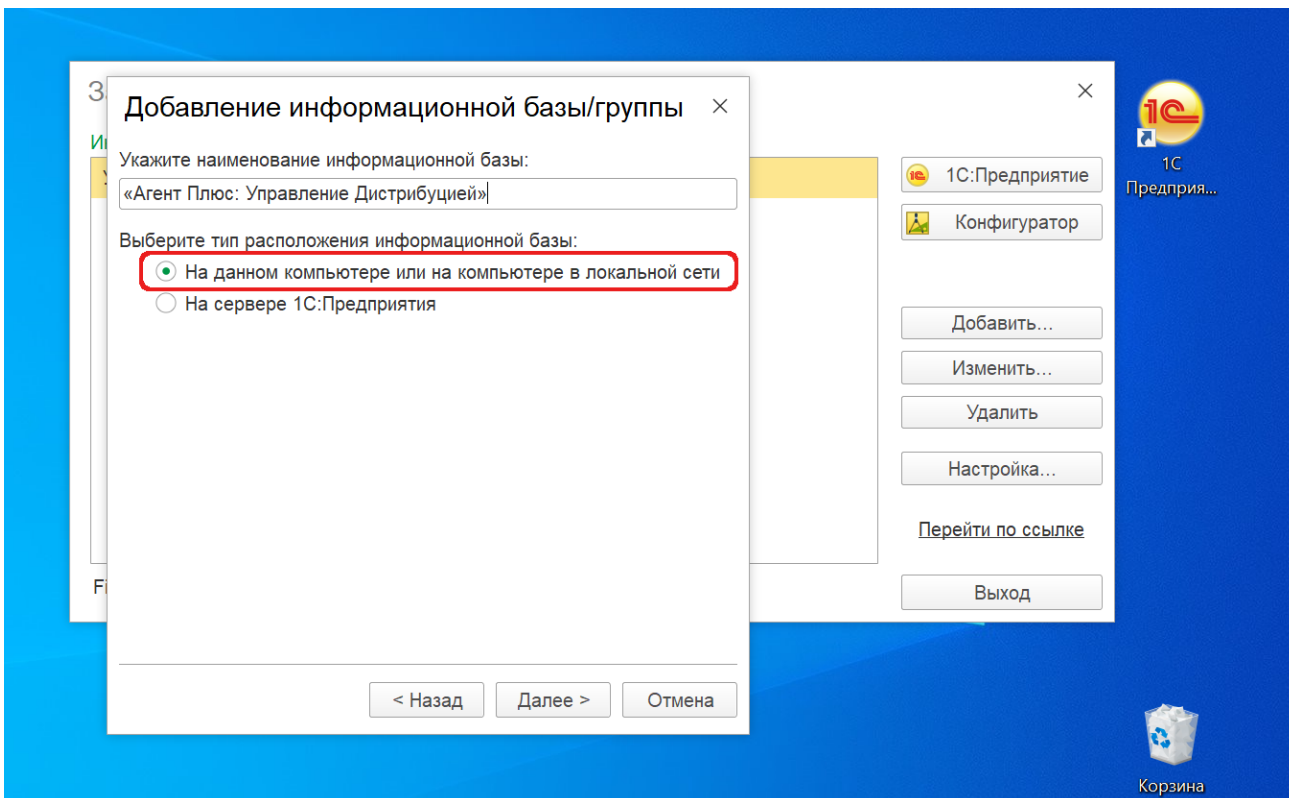 Добавление информационной базы/группы
Укажите наименование информационной базы:
«Агент Плюс: Управление Дистрибуцией»
Выберите тип расположения информационной базы:
На данном компьютере или на компьютере в локальной сети
На сервере 1С:Предприятия
< Назад
Далее >
Отмена
1С:Предприятие
Конфигуратор
Добавить...
Изменить...
Удалить
Настройка...
Перейти по ссылке
Выход
1С
Предприя...
Корзина